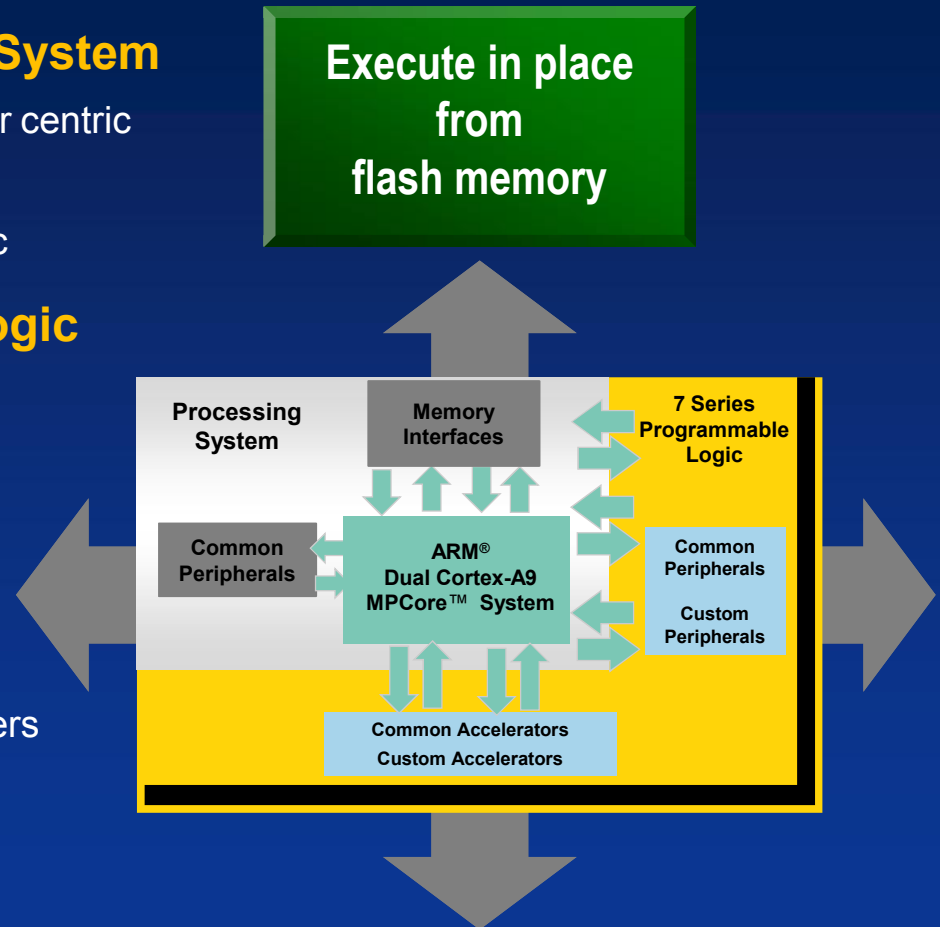 System
r centric
c
ogic
ers
Execute in place
from
flash memory
Processing
System
Memory
Interfaces
7 Series
Programmable
Logic
Common
Peripherals
ARM®
Dual Cortex-A9
MPCore™ System
Common
Peripherals
Custom
Peripherals
Common Accelerators
Custom Accelerators